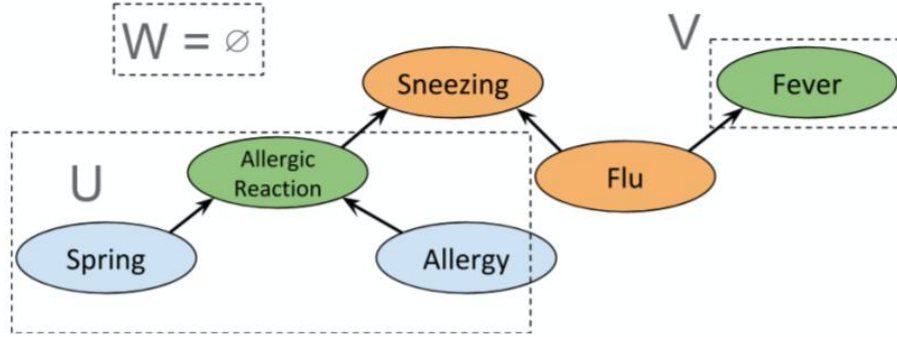 W = ∅
V
Sneezing
Fever
Allergic
Reaction
U
Flu
Spring
Allergy